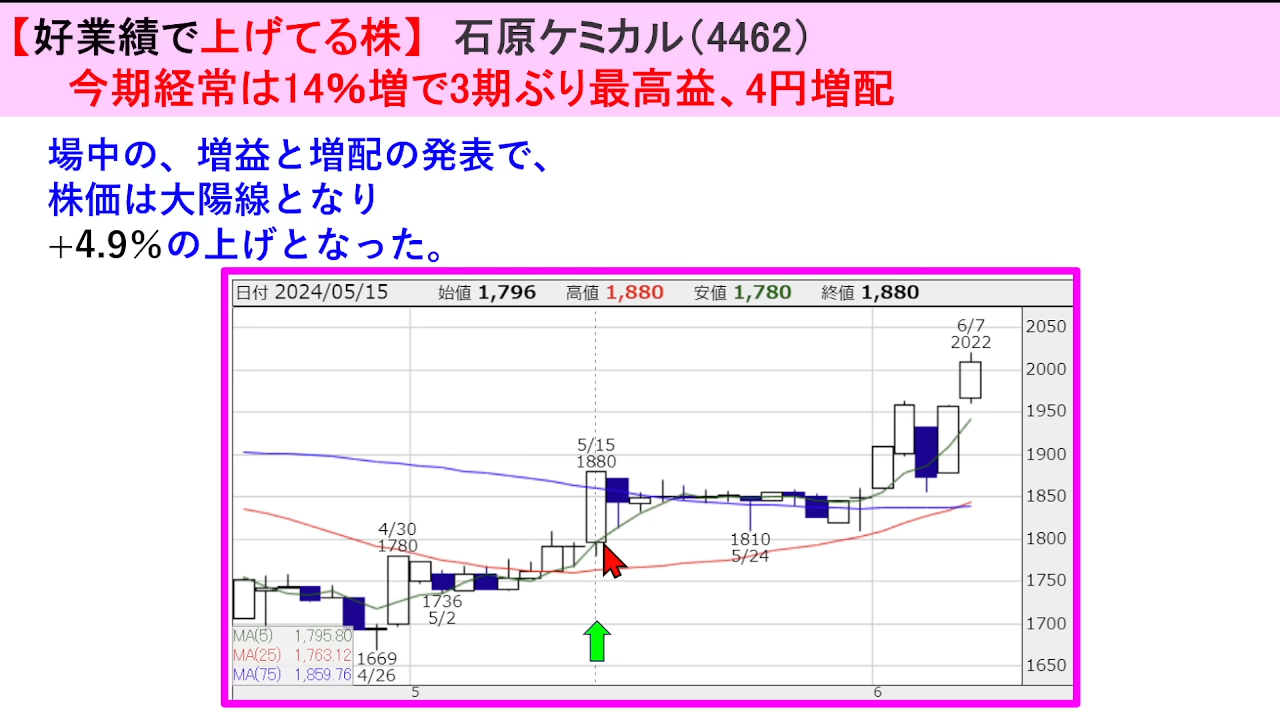 【好業績で上げてる株】 石原ケミカル（4462）
今期経常は14%増で3期ぶり最高益、4円増配
場中の、増益と増配の発表で、
株価は大陽線となり
+4.9%の上げとなった。
日付 2024/05/15 始値 1,796 高値 1,880 安値 1,780 終値 1,880
6/7
2022
2050
2000
1950
1900
1850
1800
1750
1700
1650
5/15
1880
4/30
1780
1810
5/24
1736
5/2
1669
4/26
MA(5) 1,795.80
MA(25) 1,763.12
MA(75) 1,859.76
5 6